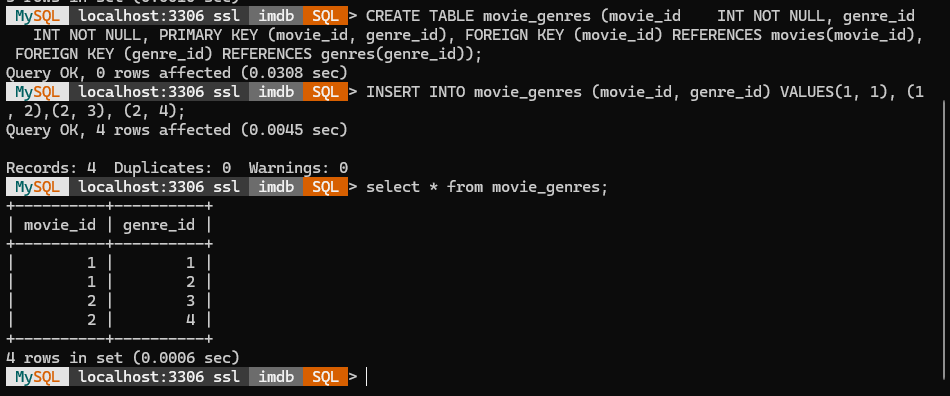 MySQL localhost:3306 ssl imdb SQL > CREATE TABLE movie_genres (movie_id    INT NOT NULL, genre_id
   INT NOT NULL, PRIMARY KEY (movie_id, genre_id), FOREIGN KEY (movie_id) REFERENCES movies(movie_id),
 FOREIGN KEY (genre_id) REFERENCES genres(genre_id));
Query OK, 0 rows affected (0.0308 sec)
MySQL localhost:3306 ssl imdb SQL > INSERT INTO movie_genres (movie_id, genre_id) VALUES(1, 1), (1
, 2),(2, 3), (2, 4);
Query OK, 4 rows affected (0.0045 sec)

Records: 4  Duplicates: 0  Warnings: 0
MySQL localhost:3306 ssl imdb SQL > select * from movie_genres;
+----------+----------+
| movie_id | genre_id |
+----------+----------+
|        1 |        1 |
|        1 |        2 |
|        2 |        3 |
|        2 |        4 |
+----------+----------+
4 rows in set (0.0006 sec)
MySQL localhost:3306 ssl imdb SQL >